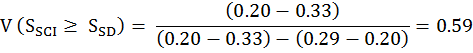 V (S_SCI ≥ S_SD) = (0.20 − 0.33) / ((0.20 − 0.33) − (0.29 − 0.20)) = 0.59